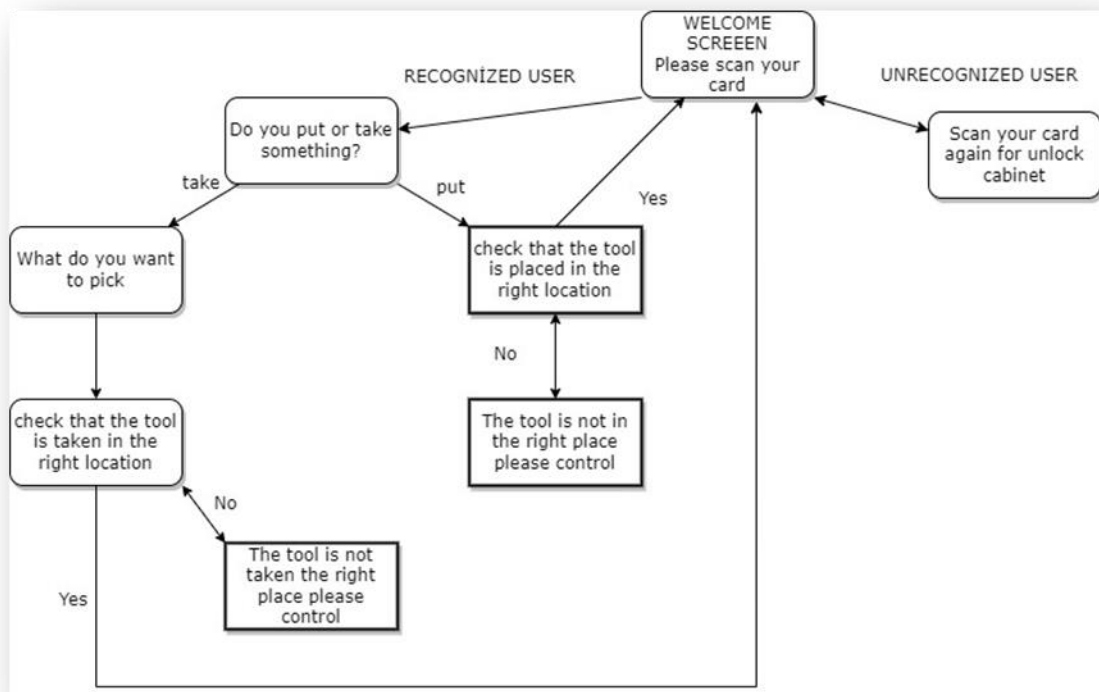 WELCOME
SCREEEN
Please scan your
card
RECOGNİZED USER
UNRECOGNIZED USER
Do you put or take
something?
Scan your card
again for unlock
cabinet
take
put
Yes
What do you want
to pick
check that the tool
is placed in the
right location
No
check that the tool
is taken in the
right location
The tool is not in
the right place
please control
No
The tool is not
taken the right
place please
control
Yes